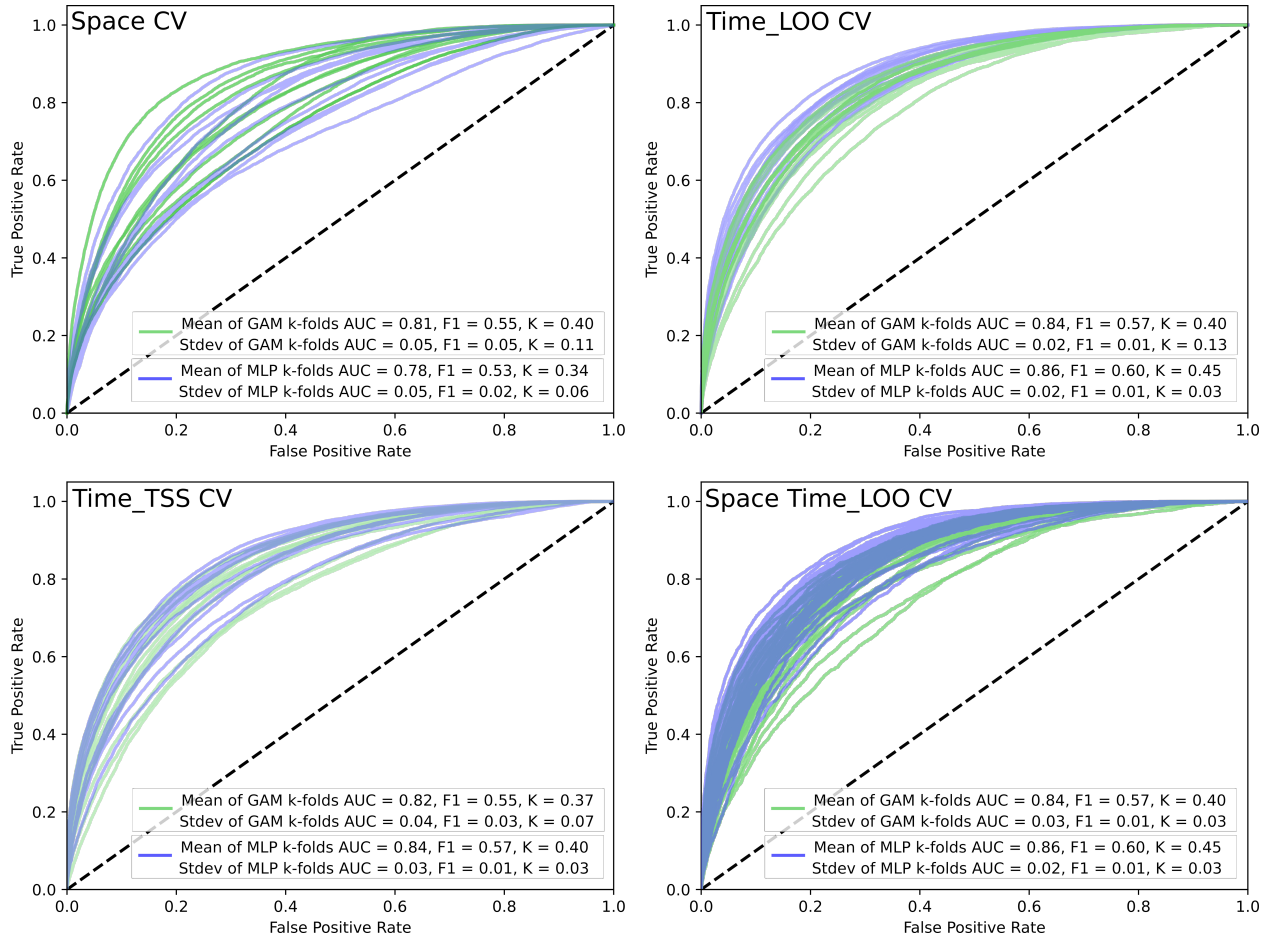 Space CV
1.0
0.8
0.6
0.4
0.2
0.0
True Positive Rate
Mean of GAM k-folds AUC = 0.81, F1 = 0.55, K = 0.40
Stdev of GAM k-folds AUC = 0.05, F1 = 0.05, K = 0.11
Mean of MLP k-folds AUC = 0.78, F1 = 0.53, K = 0.34
Stdev of MLP k-folds AUC = 0.05, F1 = 0.02, K = 0.06
0.0 0.2 0.4 0.6 0.8 1.0
False Positive Rate
Time_LOO CV
1.0
0.8
0.6
0.4
0.2
0.0
True Positive Rate
Mean of GAM k-folds AUC = 0.84, F1 = 0.57, K = 0.40
Stdev of GAM k-folds AUC = 0.02, F1 = 0.01, K = 0.13
Mean of MLP k-folds AUC = 0.86, F1 = 0.60, K = 0.45
Stdev of MLP k-folds AUC = 0.02, F1 = 0.01, K = 0.03
0.0 0.2 0.4 0.6 0.8 1.0
False Positive Rate
Time_TSS CV
1.0
0.8
0.6
0.4
0.2
0.0
True Positive Rate
Mean of GAM k-folds AUC = 0.82, F1 = 0.55, K = 0.37
Stdev of GAM k-folds AUC = 0.04, F1 = 0.03, K = 0.07
Mean of MLP k-folds AUC = 0.84, F1 = 0.57, K = 0.40
Stdev of MLP k-folds AUC = 0.03, F1 = 0.01, K = 0.03
0.0 0.2 0.4 0.6 0.8 1.0
False Positive Rate
Space Time_LOO CV
1.0
0.8
0.6
0.4
0.2
0.0
True Positive Rate
Mean of GAM k-folds AUC = 0.84, F1 = 0.57, K = 0.40
Stdev of GAM k-folds AUC = 0.03, F1 = 0.01, K = 0.03
Mean of MLP k-folds AUC = 0.86, F1 = 0.60, K = 0.45
Stdev of MLP k-folds AUC = 0.02, F1 = 0.01, K = 0.03
0.0 0.2 0.4 0.6 0.8 1.0
False Positive Rate